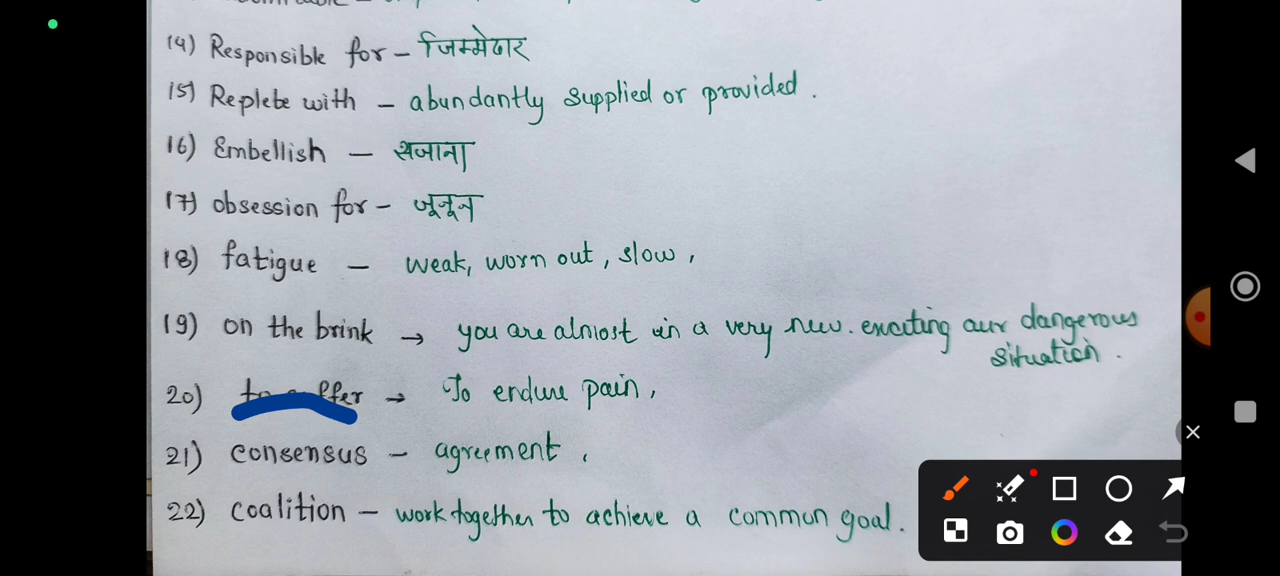 14) Responsible for - जिम्मेदार
15) Replete with - abundantly supplied or provided.
16) Embellish - सजाना
17) obsession for - जूनून
18) fatigue - weak, worn out, slow,
19) on the brink → you are almost in a very new. exciting aur dangerous
situation.
20) to → To endure pain,
21) consensus - agreement,
22) coalition - work together to achieve a common goal.